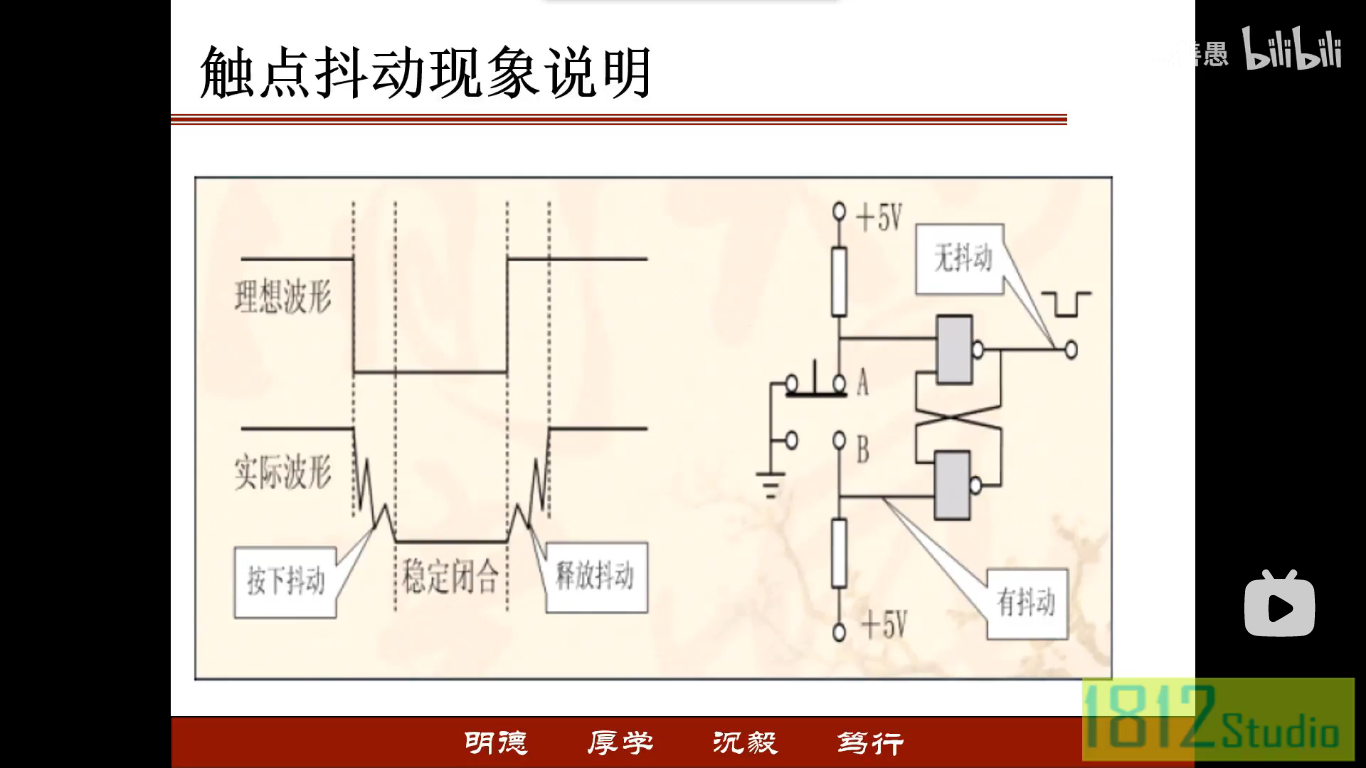 触点抖动现象说明
善愚 bilibili
理想波形
实际波形
按下抖动
稳定闭合
释放抖动
+5V
无抖动
A
B
+5V
有抖动
明德 厚学 沉毅 笃行
1812Studio